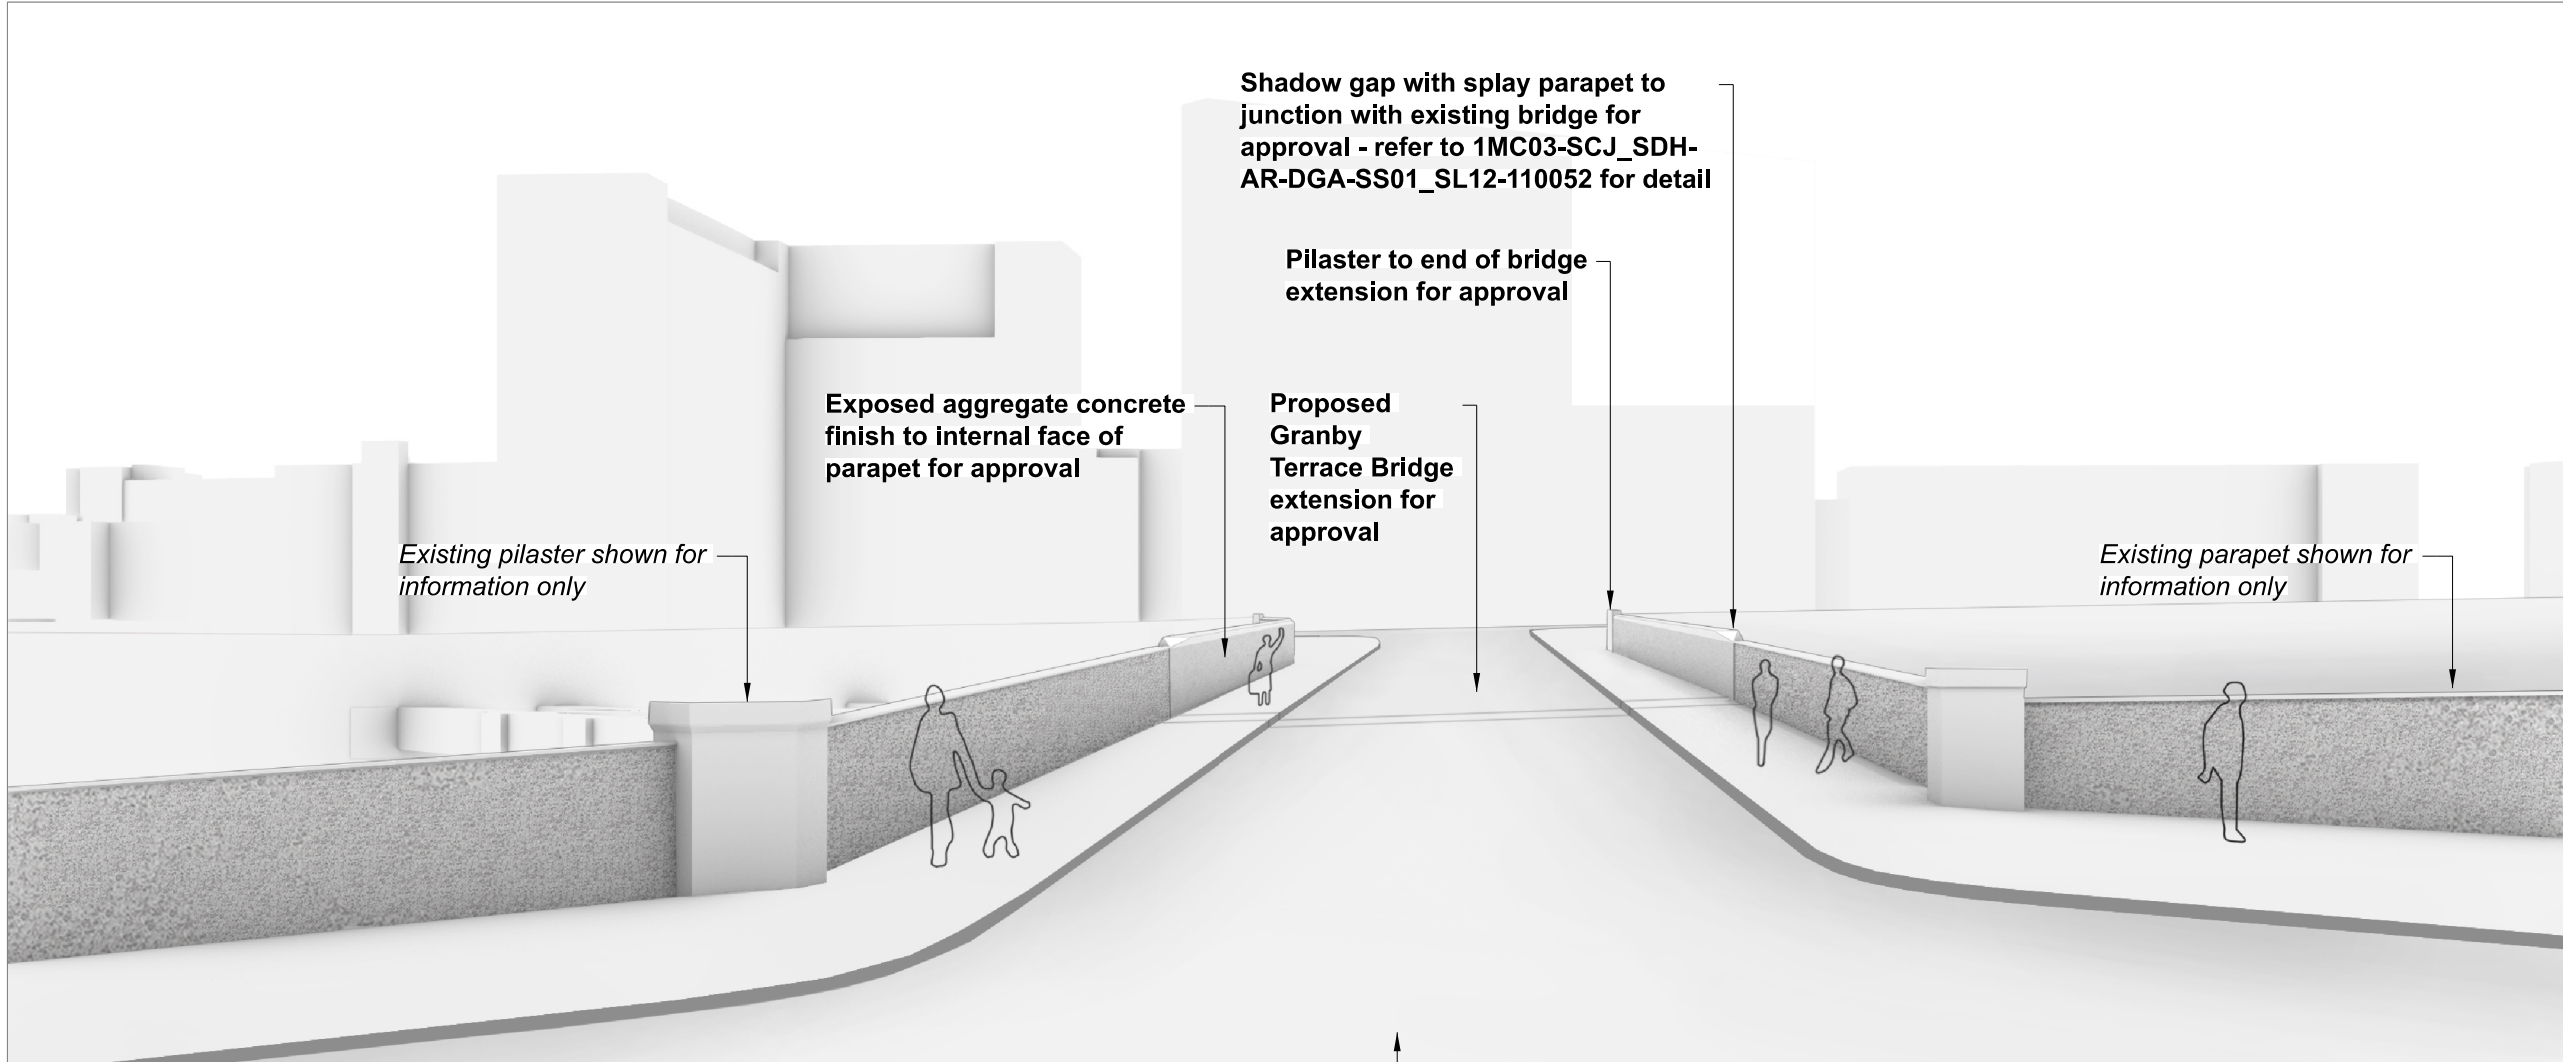 Shadow gap with splay parapet to
junction with existing bridge for
approval - refer to 1MC03-SCJ_SDH-
AR-DGA-SS01_SL12-110052 for detail
Pilaster to end of bridge
extension for approval
Exposed aggregate concrete
finish to internal face of
parapet for approval
Proposed
Granby
Terrace Bridge
extension for
approval
Existing pilaster shown for
information only
Existing parapet shown for
information only